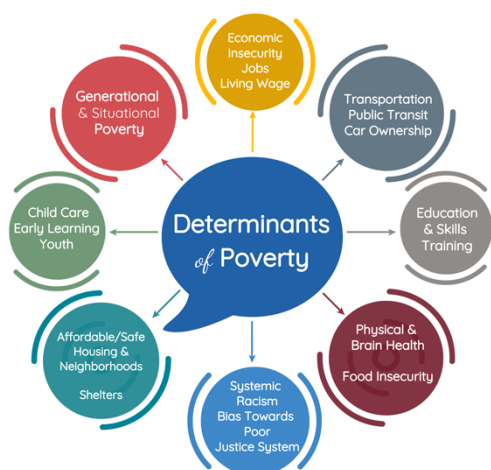 Economic
Insecurity
Jobs
Living Wage
Generational
& Situational
Poverty
Transportation
Public Transit
Car Ownership
Child Care
Early Learning
Youth
Determinants
of Poverty
Education
& Skills
Training
Affordable/Safe
Housing &
Neighborhoods
Shelters
Physical &
Brain Health
Food Insecurity
Systemic
Racism
Bias Towards
Poor
Justice System